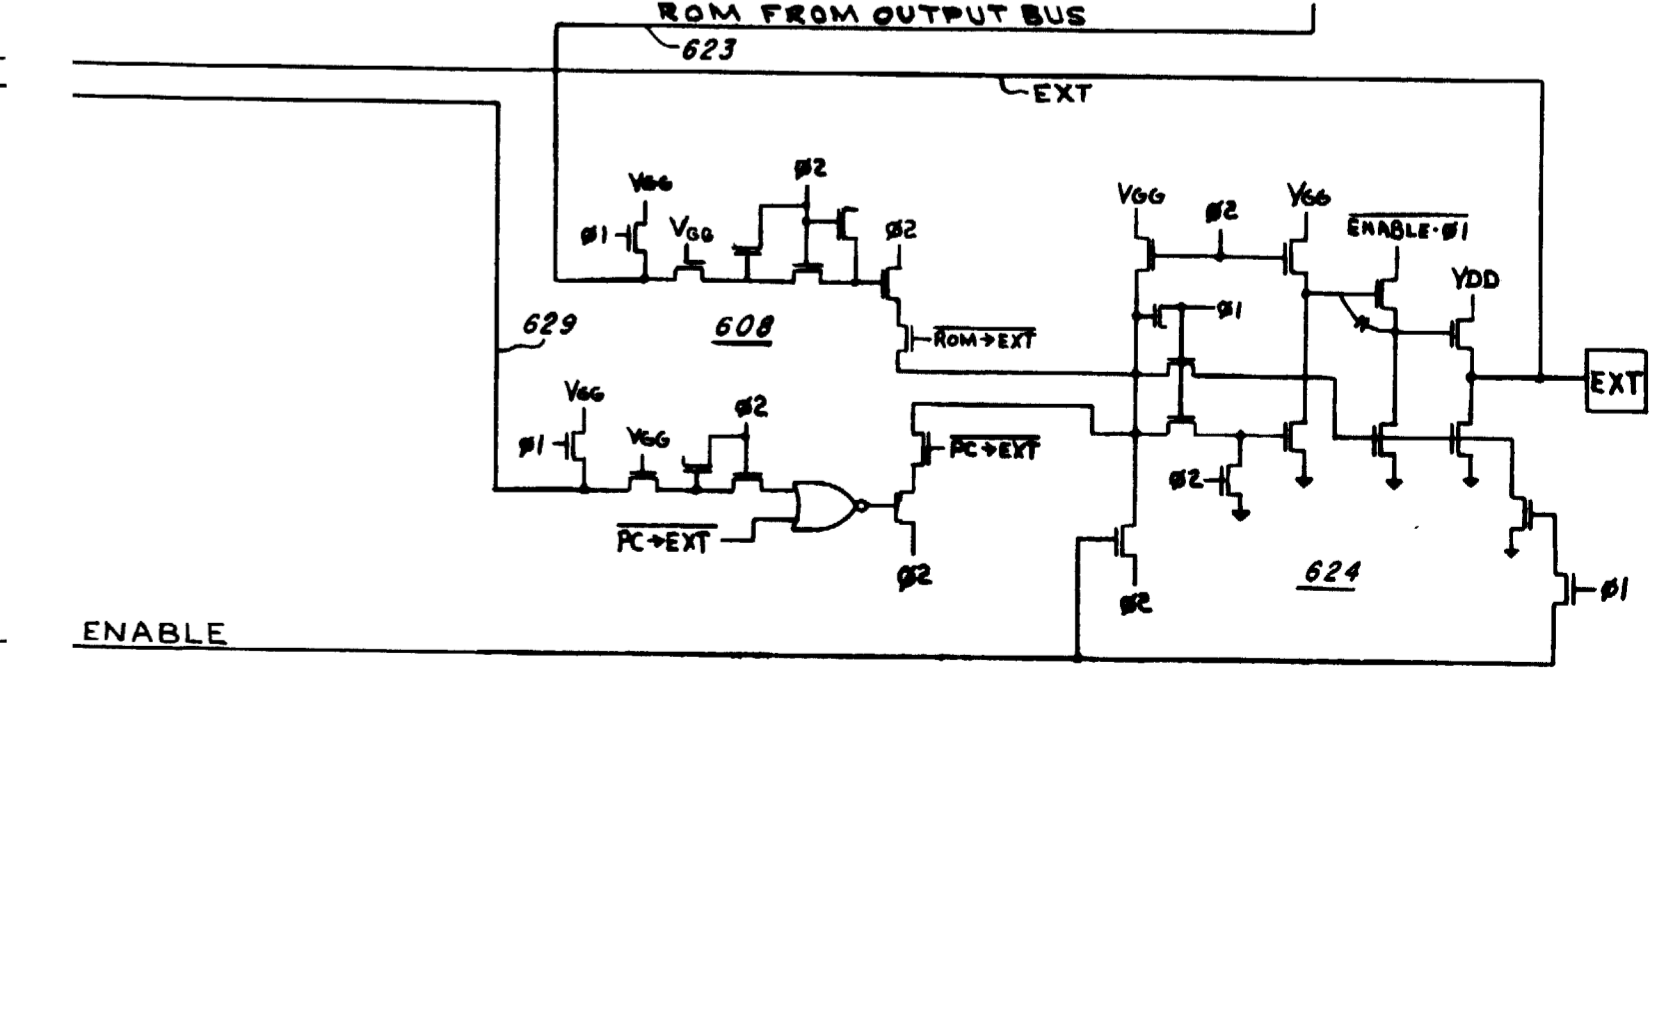 ROM FROM OUTPUT BUS
623
EXT
Ø2
VGG
VGG
Ø1
VGG
Ø2
Ø2
VGG
ENABLE·Ø1
VDD
Ø1
629
608
ROM→EXT
EXT
VGG
Ø2
Ø1
VGG
PC→EXT
Ø2
PC→EXT
Ø2
624
Ø2
Ø1
ENABLE